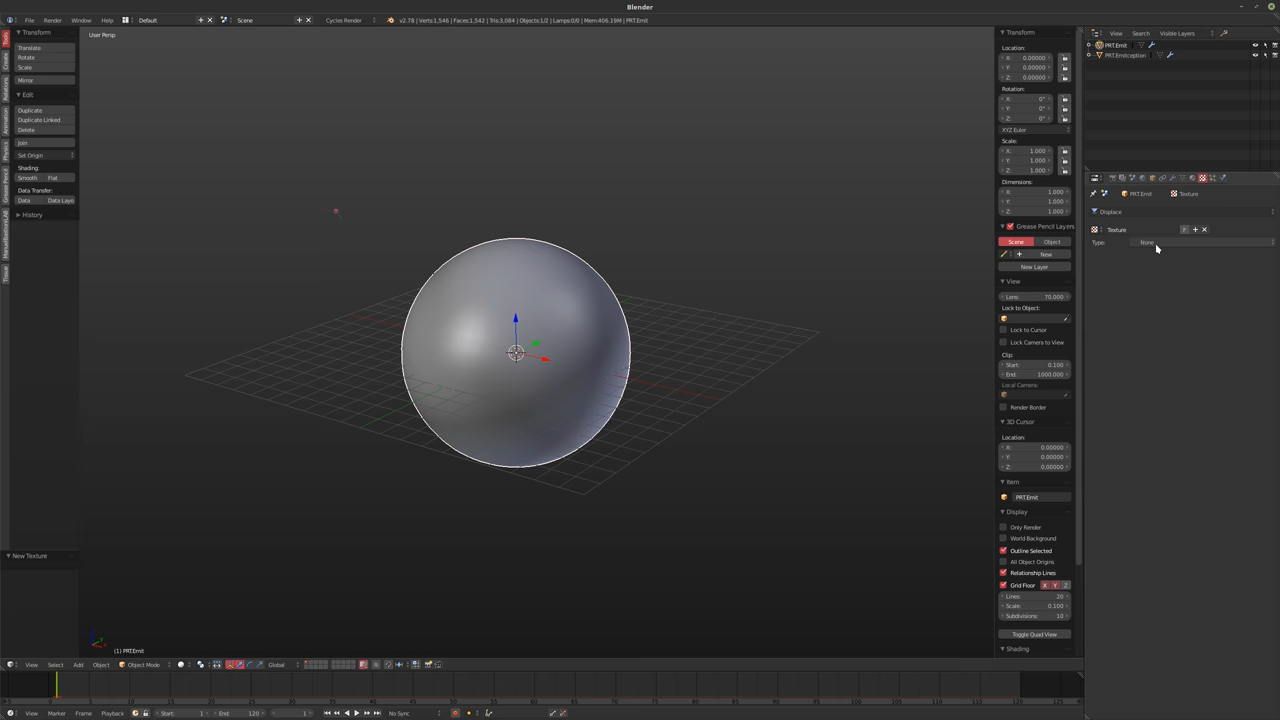 Blender
File Render Window Help Default Scene Cycles Render v2.78 | Verts:1,546 | Faces:1,542 | Tris:3,084 | Objects:1/2 | Lamps:0/0 | Mem:406.19M | PRT.Emit
Transform
Translate
Rotate
Scale
Mirror
Edit
Duplicate
Duplicate Linked
Delete
Join
Set Origin
Shading:
Smooth Flat
Data Transfer:
Data Data Layo
History
New Texture
Tools
Create
Relations
Animation
Physics
Grease Pencil
Tissue
User Persp
(1) PRT.Emit
Transform
Location:
X: 0.00000
Y: 0.00000
Z: 0.00000
Rotation:
X: 0°
Y: 0°
Z: 0°
XYZ Euler
Scale:
X: 1.000
Y: 1.000
Z: 1.000
Dimensions:
X: 1.000
Y: 1.000
Z: 1.000
Grease Pencil Layers
Scene Object
New
New Layer
View
Lens: 70.000
Lock to Object:
Lock to Cursor
Lock Camera to View
Clip:
Start: 0.100
End: 1000.000
Local Camera:
Render Border
3D Cursor
Location:
X: 0.00000
Y: 0.00000
Z: 0.00000
Item
PRT.Emit
Display
Only Render
World Background
Outline Selected
All Object Origins
Relationship Lines
Grid Floor X Y Z
Lines: 20
Scale: 0.100
Subdivisions: 10
Toggle Quad View
Shading
View Search Visible Layers
PRT.Emit
PRT.Emitception
PRT.Emit Texture
Displace
Texture F
Type: None
View Select Add Object Object Mode Global
View Marker Frame Playback Start: 1 End: 120 1 No Sync